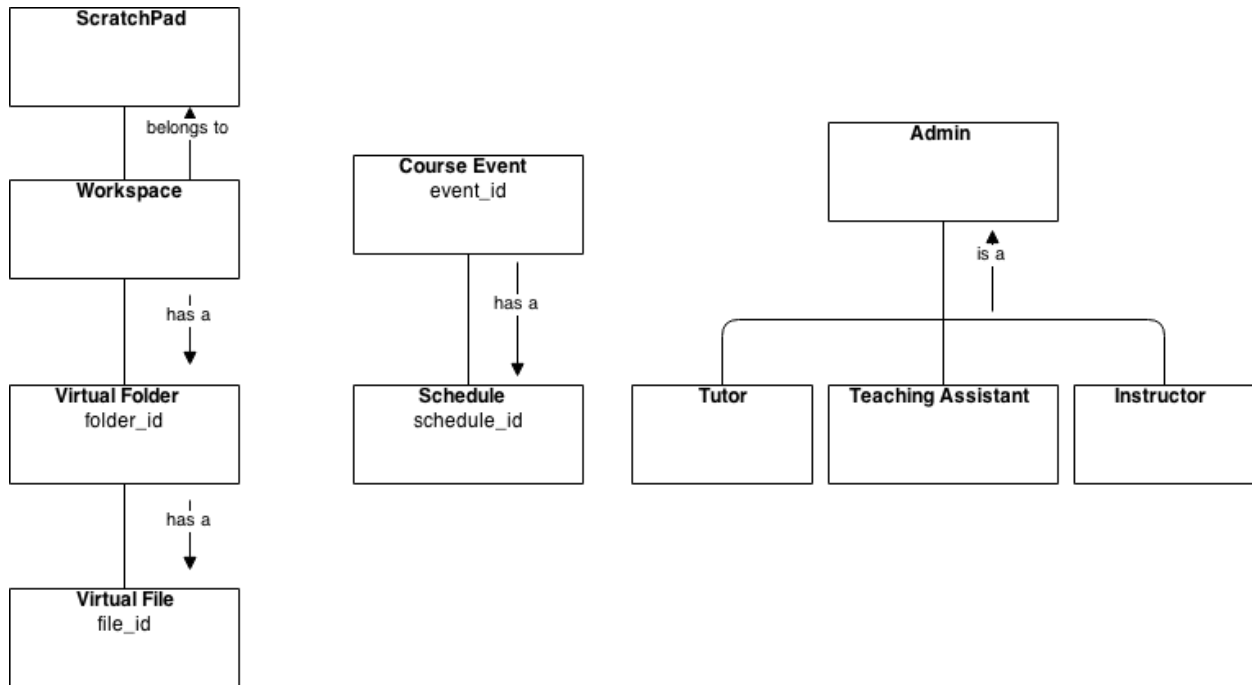 ScratchPad
belongs to
Workspace
has a
Virtual Folder
folder_id
has a
Virtual File
file_id
Course Event
event_id
has a
Schedule
schedule_id
Admin
is a
Tutor
Teaching Assistant
Instructor